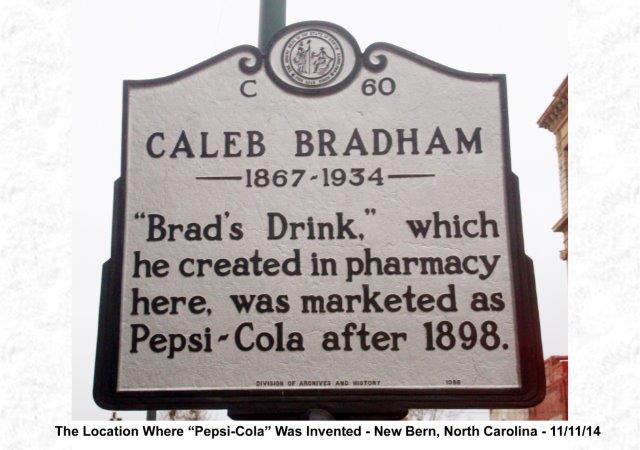 C 60
CALEB BRADHAM
1867-1934
"Brad's Drink," which
he created in pharmacy
here, was marketed as
Pepsi-Cola after 1898.
DIVISION OF ARCHIVES AND HISTORY
The Location Where “Pepsi-Cola” Was Invented - New Bern, North Carolina - 11/11/14